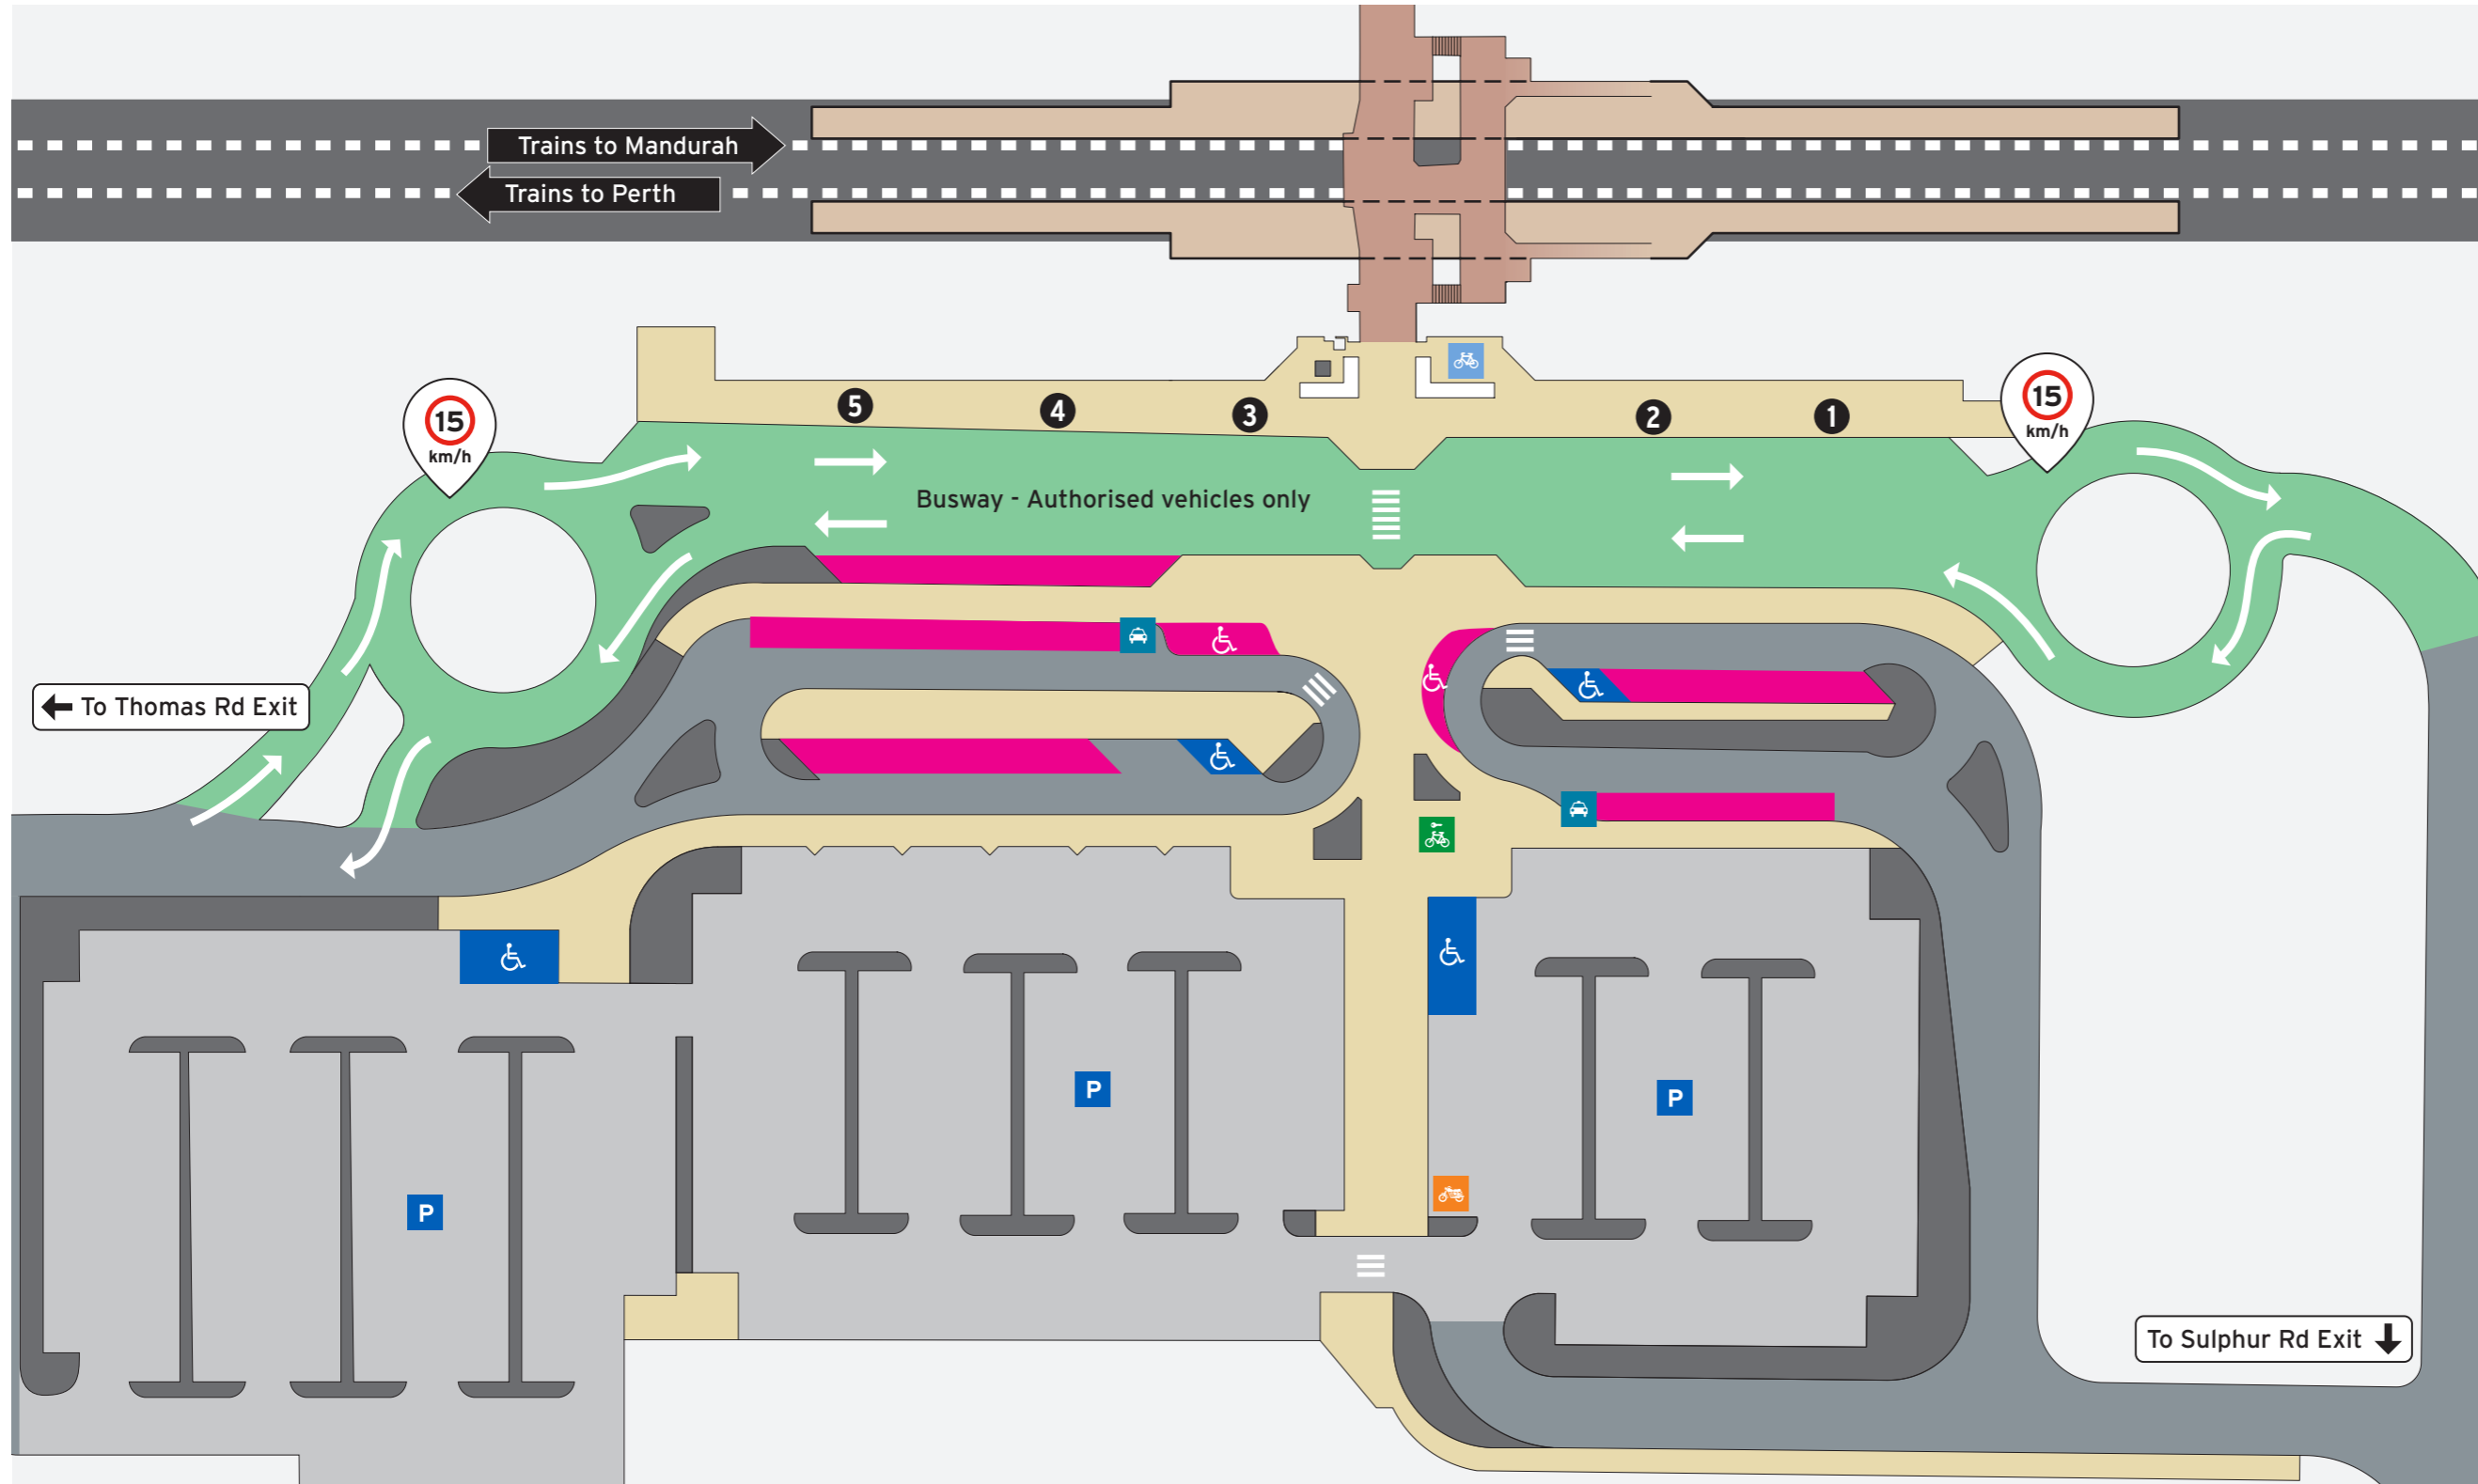 Trains to Mandurah
Trains to Perth
5
4
3
2
1
15
km/h
15
km/h
Busway - Authorised vehicles only
To Thomas Rd Exit
P
P
P
To Sulphur Rd Exit